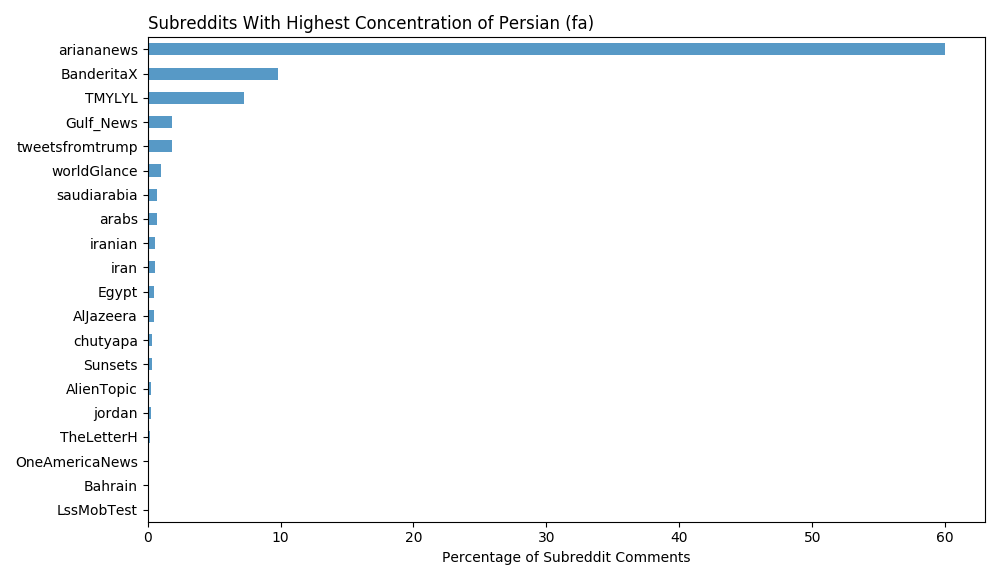 Subreddits With Highest Concentration of Persian (fa)
ariananews
BanderitaX
TMYLYL
Gulf_News
tweetsfromtrump
worldGlance
saudiarabia
arabs
iranian
iran
Egypt
AlJazeera
chutyapa
Sunsets
AlienTopic
jordan
TheLetterH
OneAmericaNews
Bahrain
LssMobTest
0 10 20 30 40 50 60
Percentage of Subreddit Comments